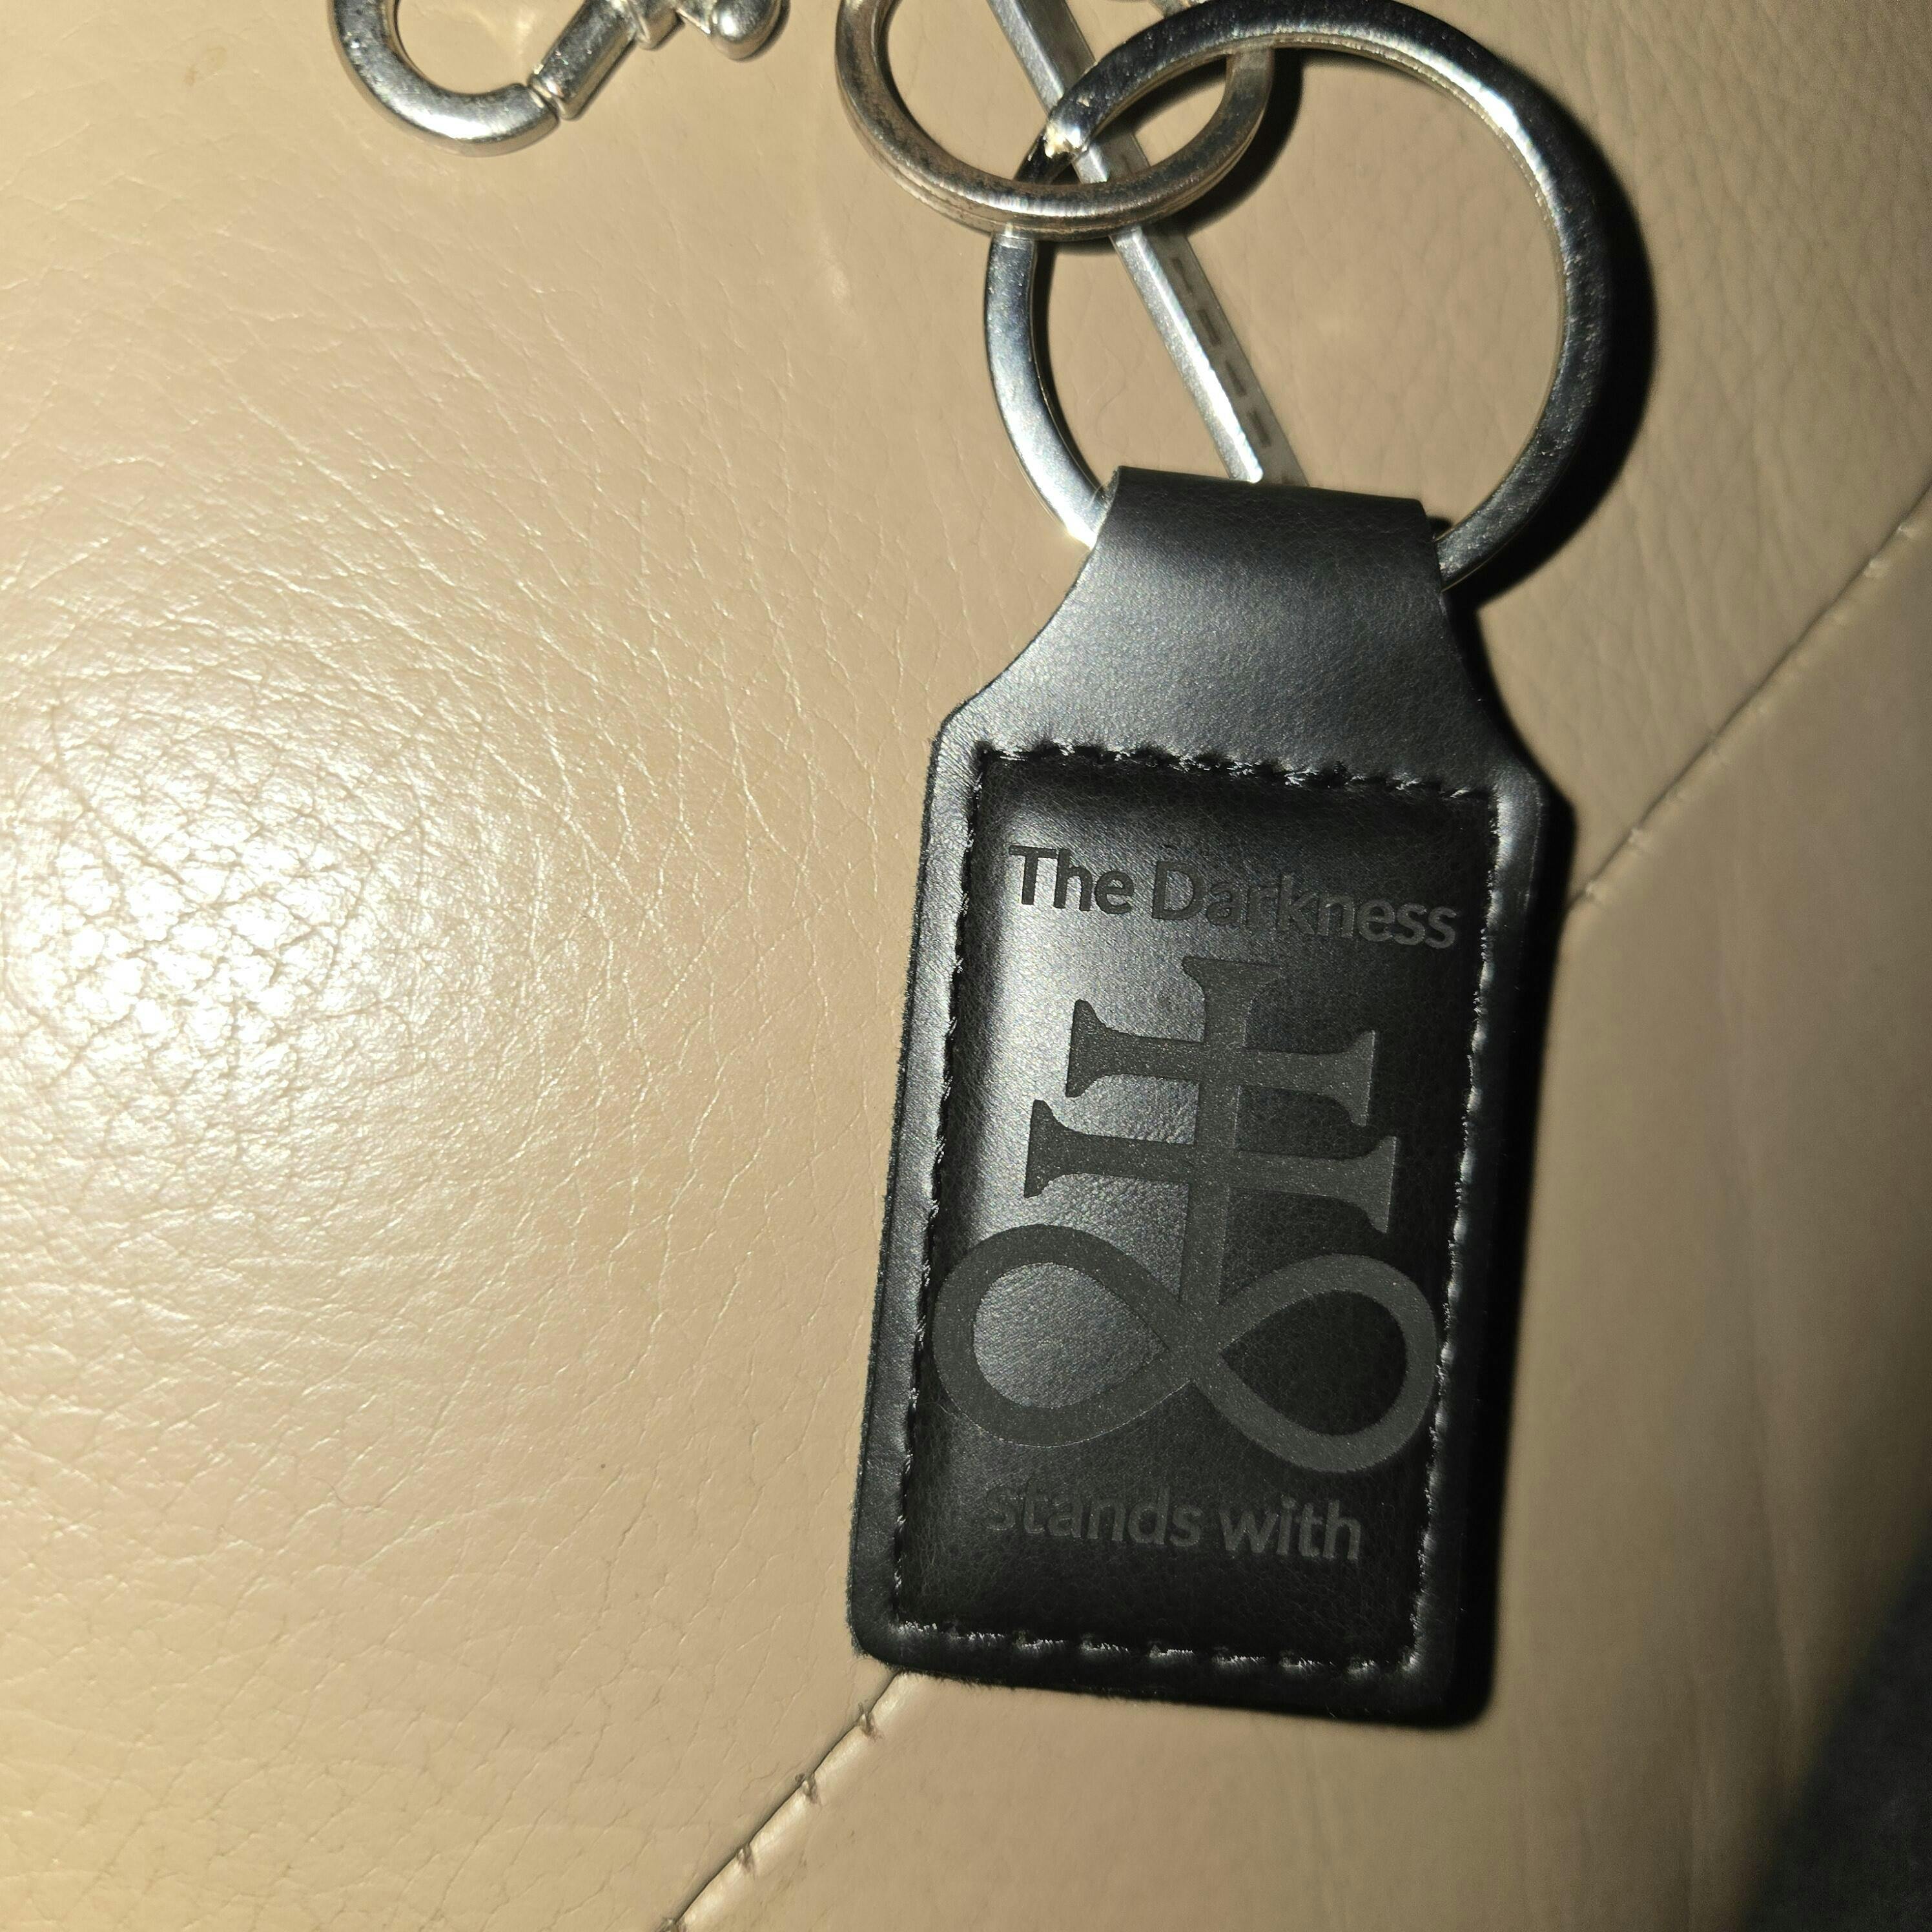 The Darkness
stands with